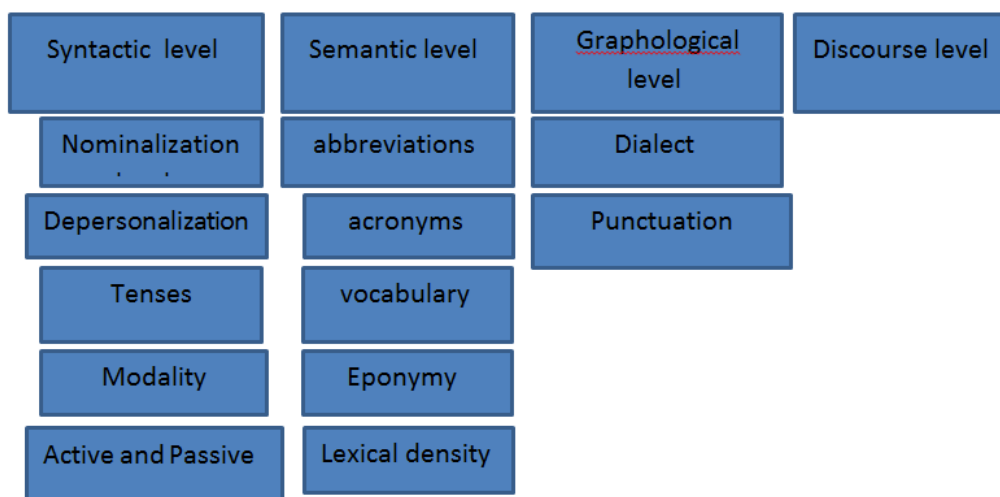 Syntactic level
Semantic level
Graphological
level
Discourse level
Nominalization
abbreviations
Dialect
Depersonalization
acronyms
Punctuation
Tenses
vocabulary
Modality
Eponymy
Active and Passive
Lexical density